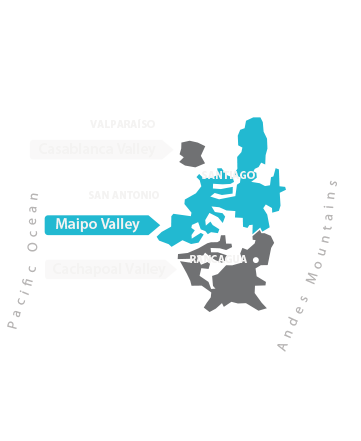 VALPARAÍSO
Casablanca Valley
SANTIAGO
SAN ANTONIO
Maipo Valley
RANCAGUA
Cachapoal Valley
Pacific Ocean
Andes Mountains